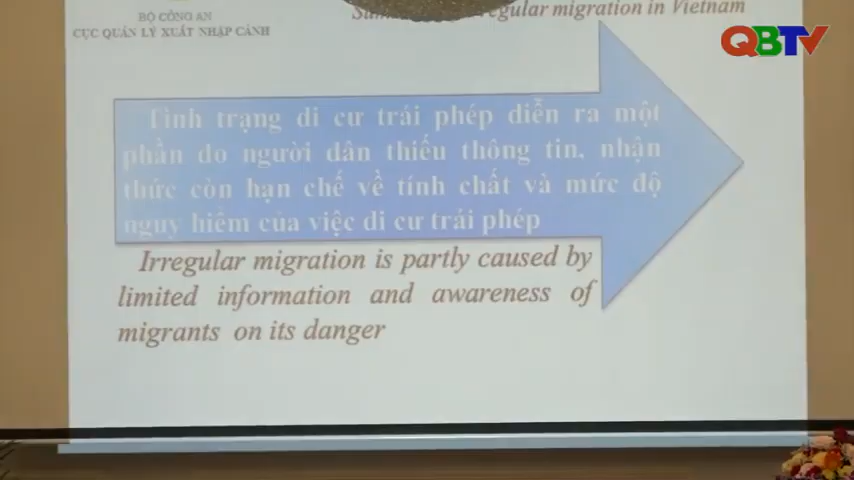 BỘ CÔNG AN
CỤC QUẢN LÝ XUẤT NHẬP CẢNH
migration in Vietnam
QBTV
Tình trạng di cư trái phép diễn ra một
phần do người dân thiếu thông tin, nhận
thức còn hạn chế về tính chất và mức độ
nguy hiểm của việc di cư trái phép
Irregular migration is partly caused by
limited information and awareness of
migrants on its danger